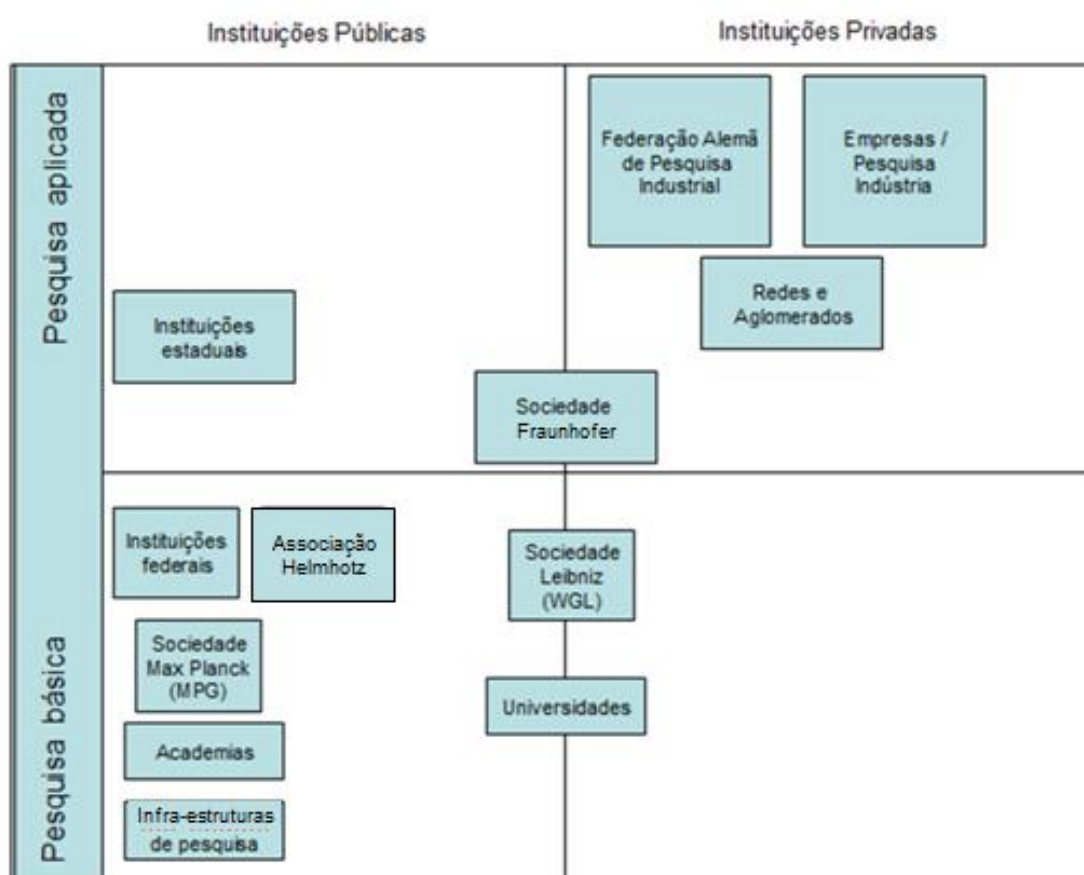 Instituições Públicas
Instituições Privadas
Pesquisa aplicada
Federação Alemã
de Pesquisa
Industrial
Empresas /
Pesquisa
Indústria
Redes e
Aglomerados
Instituições
estaduais
Sociedade
Fraunhofer
Pesquisa básica
Instituições
federais
Associação
Helmhotz
Sociedade
Leibniz
(WGL)
Sociedade
Max Planck
(MPG)
Universidades
Academias
Infra-estruturas
de pesquisa